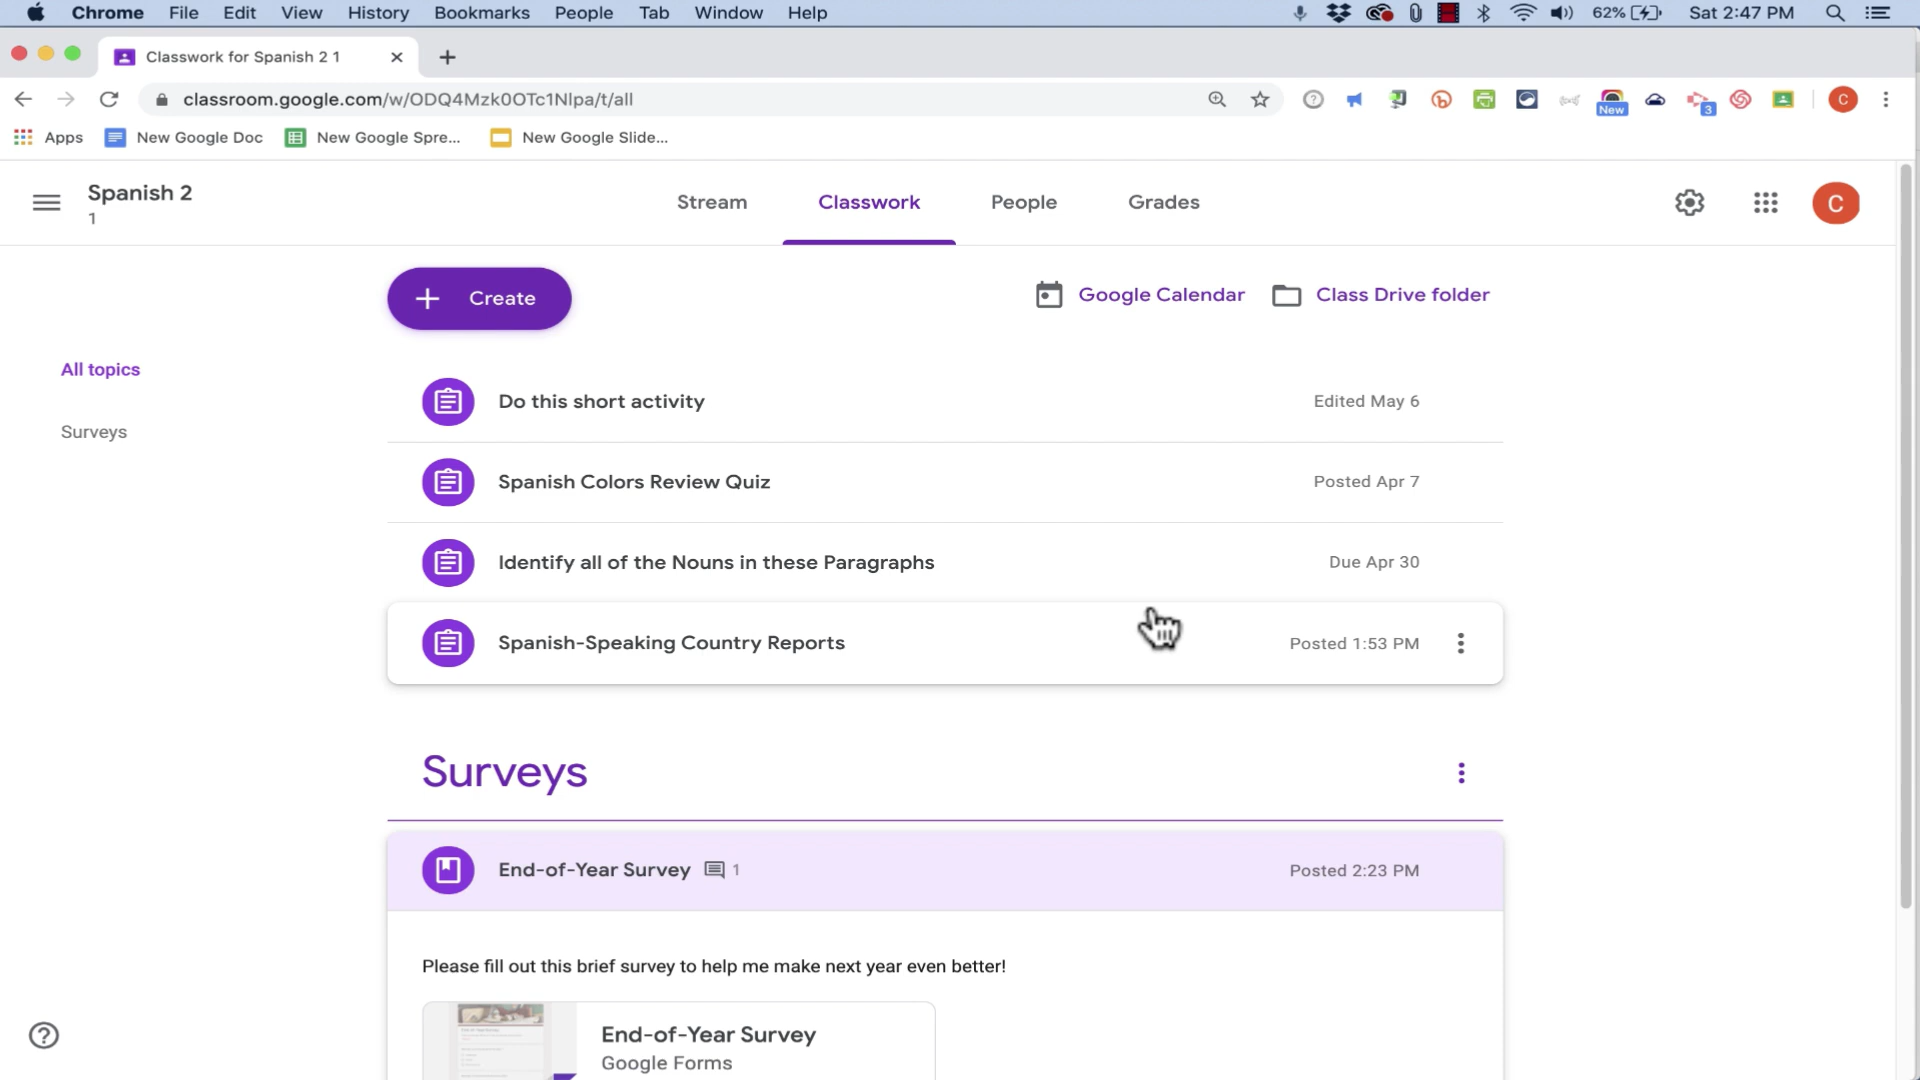 Chrome File Edit View History Bookmarks People Tab Window Help 62% Sat 2:47 PM
Classwork for Spanish 2 1
classroom.google.com/w/ODQ4Mzk0OTc1Nlpa/t/all New 3 C
Apps New Google Doc New Google Spre... New Google Slide...
Spanish 2
1
Stream Classwork People Grades C
Create Google Calendar Class Drive folder
All topics
Surveys
Do this short activity Edited May 6
Spanish Colors Review Quiz Posted Apr 7
Identify all of the Nouns in these Paragraphs Due Apr 30
Spanish-Speaking Country Reports Posted 1:53 PM
Surveys
End-of-Year Survey 1 Posted 2:23 PM
Please fill out this brief survey to help me make next year even better!
End-of-Year Survey
Google Forms